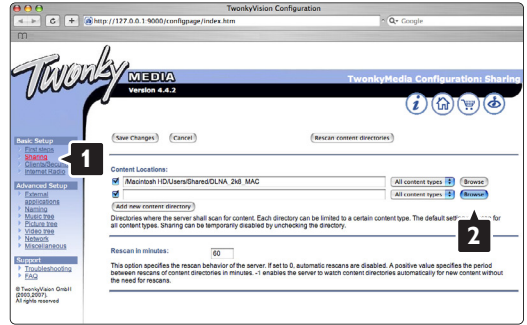 TwonkyVision Configuration
http://127.0.0.1:9000/configpage/index.htm
Google
Twonky MEDIA
Version 4.4.2
TwonkyMedia Configuration: Sharing
Save Changes
Cancel
Rescan content directories
Basic Setup
First steps
Sharing
Clients/Security
Internet Radio
1
Advanced Setup
External applications
Naming
Music tree
Picture tree
Video tree
Network
Miscellaneous
Support
Troubleshooting
FAQ
© TwonkyVision GmbH
(2003,2007).
All rights reserved
Content Locations:
/Macintosh HD/Users/Shared/DLNA_2k8_MAC
All content types
Browse
All content types
Browse
Add new content directory
2
Directories where the server shall scan for content. Each directory can be limited to a certain content type. The default for
all content types. Sharing can be temporarily disabled by unchecking the directory.
Rescan in minutes:
60
This option specifies the rescan behavior of the server. If set to 0, automatic rescans are disabled. A positive value specifies the period
between rescans of content directories in minutes. -1 enables the server to watch content directories automatically for new content without
the need for rescans.